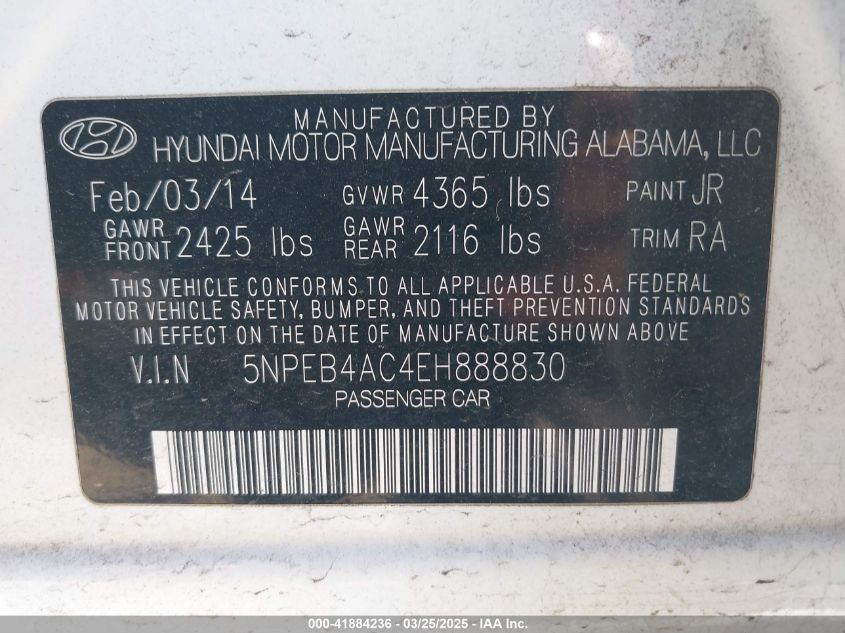 MANUFACTURED BY
HYUNDAI MOTOR MANUFACTURING ALABAMA, LLC
Feb/03/14 GVWR 4365 lbs PAINT JR
GAWR FRONT 2425 lbs GAWR REAR 2116 lbs TRIM RA
THIS VEHICLE CONFORMS TO ALL APPLICABLE U.S.A. FEDERAL
MOTOR VEHICLE SAFETY, BUMPER, AND THEFT PREVENTION STANDARDS
IN EFFECT ON THE DATE OF MANUFACTURE SHOWN ABOVE
V.I.N 5NPEB4AC4EH888830
PASSENGER CAR
000-41884236 - 03/25/2025 - IAA Inc.